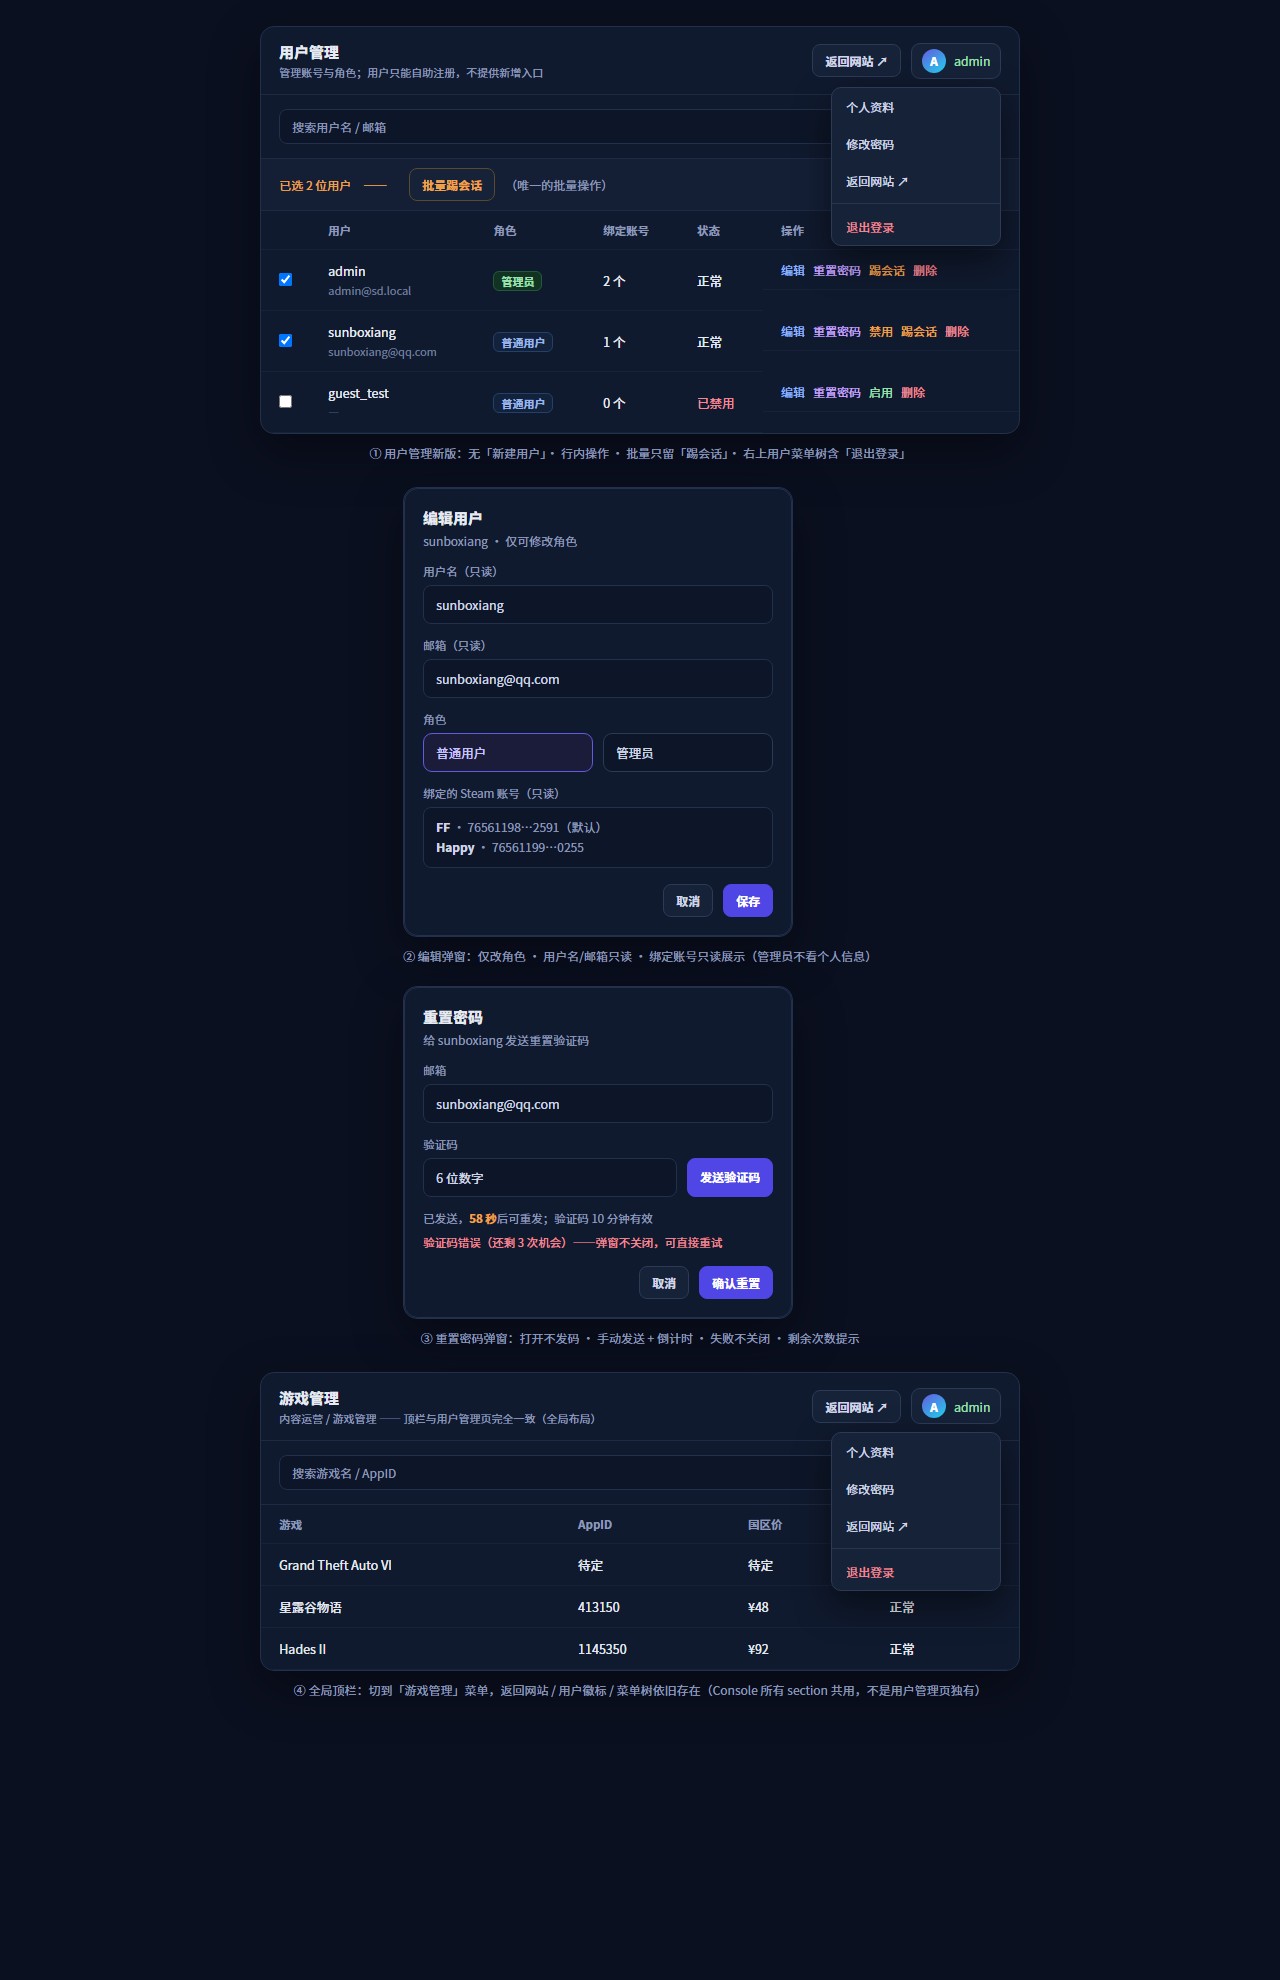 用户管理
管理账号与角色；用户只能自助注册，不提供新增入口
返回网站 ↗
A admin
个人资料
修改密码
返回网站 ↗
退出登录
搜索用户名 / 邮箱
已选 2 位用户 —— 批量踢会话 （唯一的批量操作）
用户 角色 绑定账号 状态 操作
admin 管理员 2 个 正常 编辑 重置密码 踢会话 删除
admin@sd.local
sunboxiang 普通用户 1 个 正常 编辑 重置密码 禁用 踢会话 删除
sunboxiang@qq.com
guest_test 普通用户 0 个 已禁用 编辑 重置密码 启用 删除
—
① 用户管理新版：无「新建用户」· 行内操作 · 批量只留「踢会话」· 右上用户菜单树含「退出登录」
编辑用户
sunboxiang · 仅可修改角色
用户名（只读）
sunboxiang
邮箱（只读）
sunboxiang@qq.com
角色
普通用户 管理员
绑定的 Steam 账号（只读）
FF · 76561198…2591（默认）
Happy · 76561199…0255
取消 保存
② 编辑弹窗：仅改角色 · 用户名/邮箱只读 · 绑定账号只读展示（管理员不看个人信息）
重置密码
给 sunboxiang 发送重置验证码
邮箱
sunboxiang@qq.com
验证码
6 位数字 发送验证码
已发送，58 秒后可重发；验证码 10 分钟有效
验证码错误（还剩 3 次机会）——弹窗不关闭，可直接重试
取消 确认重置
③ 重置密码弹窗：打开不发码 · 手动发送 + 倒计时 · 失败不关闭 · 剩余次数提示
游戏管理
内容运营 / 游戏管理 —— 顶栏与用户管理页完全一致（全局布局）
返回网站 ↗
A admin
个人资料
修改密码
返回网站 ↗
退出登录
搜索游戏名 / AppID
游戏 AppID 国区价
Grand Theft Auto VI 待定 待定
星露谷物语 413150 ¥48 正常
Hades II 1145350 ¥92 正常
④ 全局顶栏：切到「游戏管理」菜单，返回网站 / 用户徽标 / 菜单树依旧存在（Console 所有 section 共用，不是用户管理页独有）